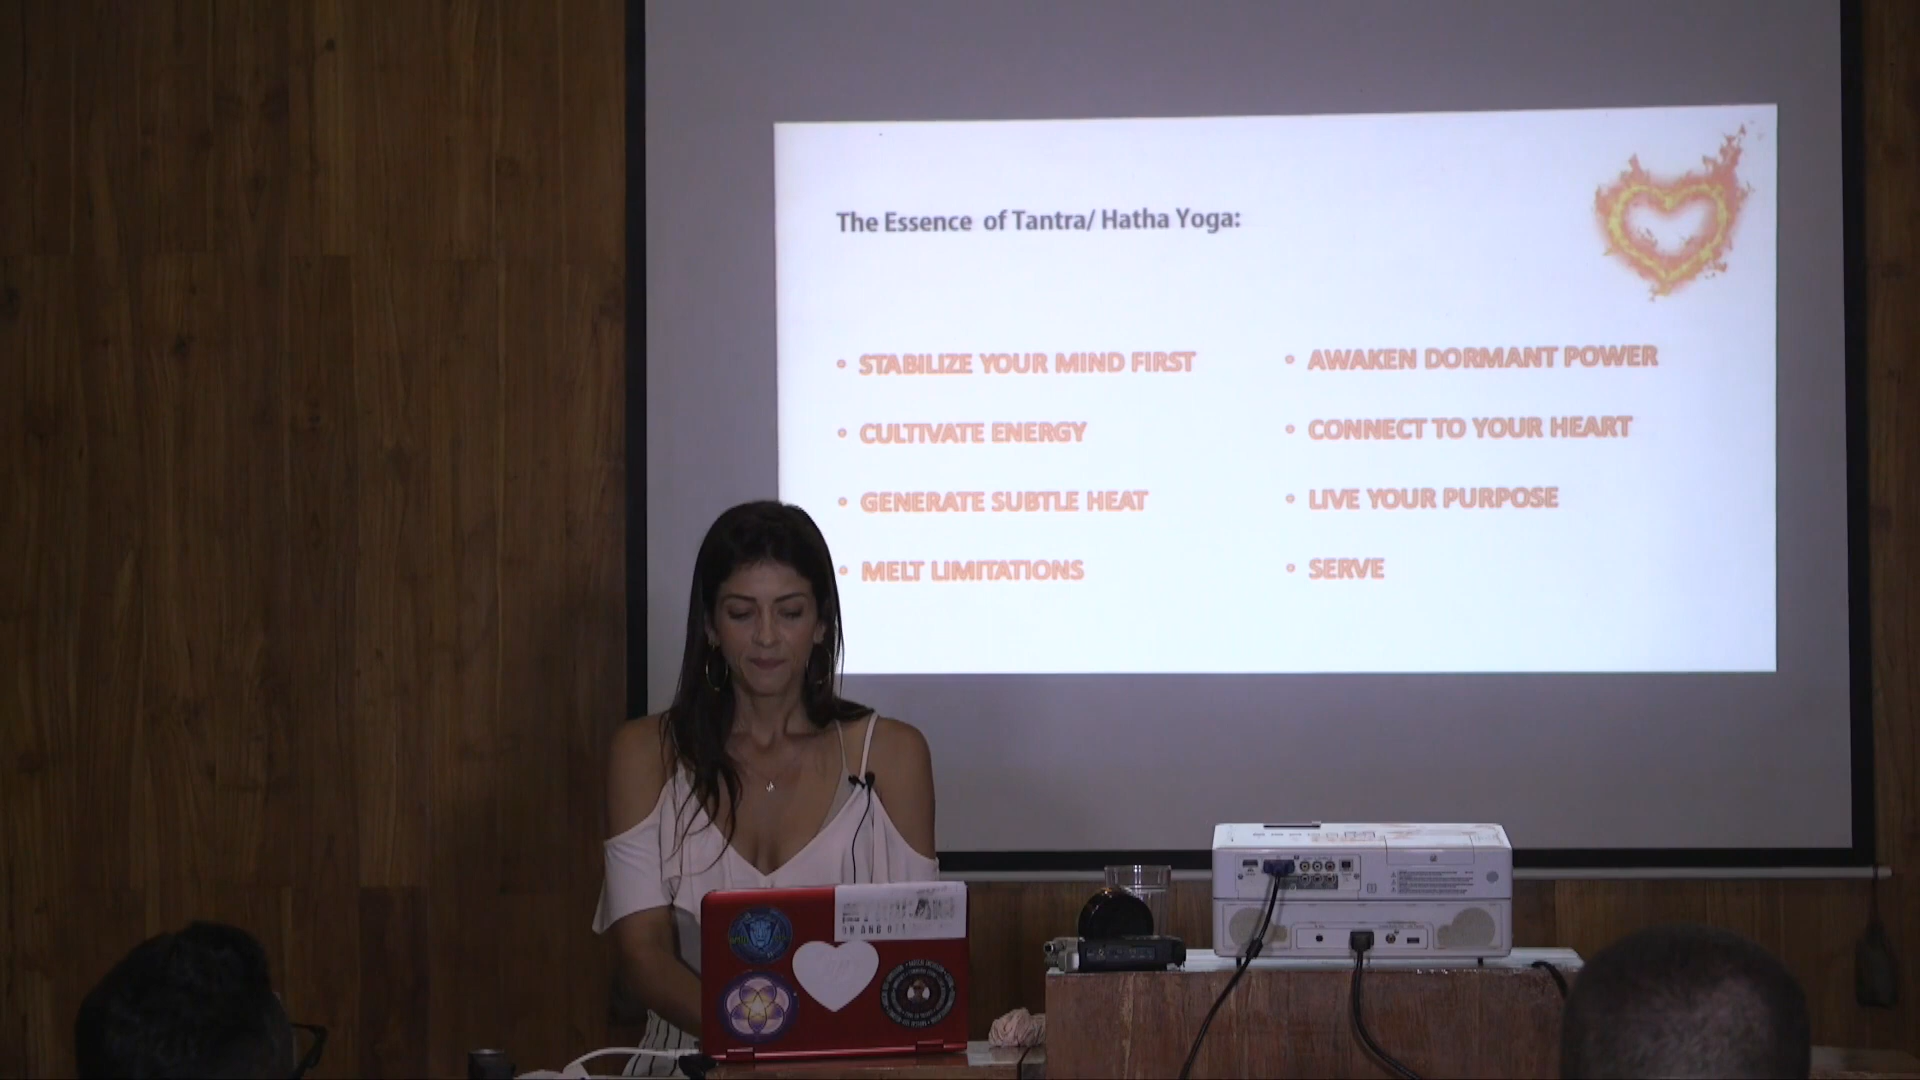 The Essence of Tantra/ Hatha Yoga:
• STABILIZE YOUR MIND FIRST
• CULTIVATE ENERGY
• GENERATE SUBTLE HEAT
• MELT LIMITATIONS
• AWAKEN DORMANT POWER
• CONNECT TO YOUR HEART
• LIVE YOUR PURPOSE
• SERVE